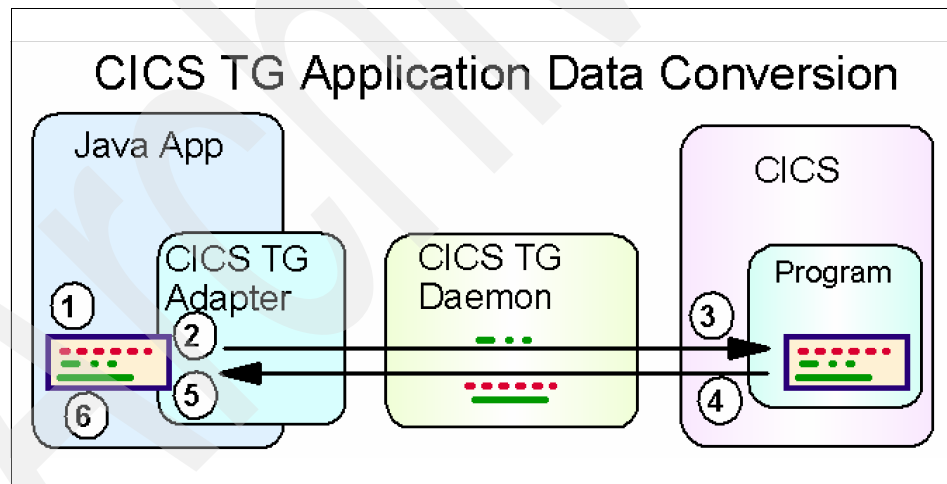 CICS TG Application Data Conversion
Java App
CICS
CICS TG
Adapter
CICS TG
Daemon
Program
1
2
3
5
4
6